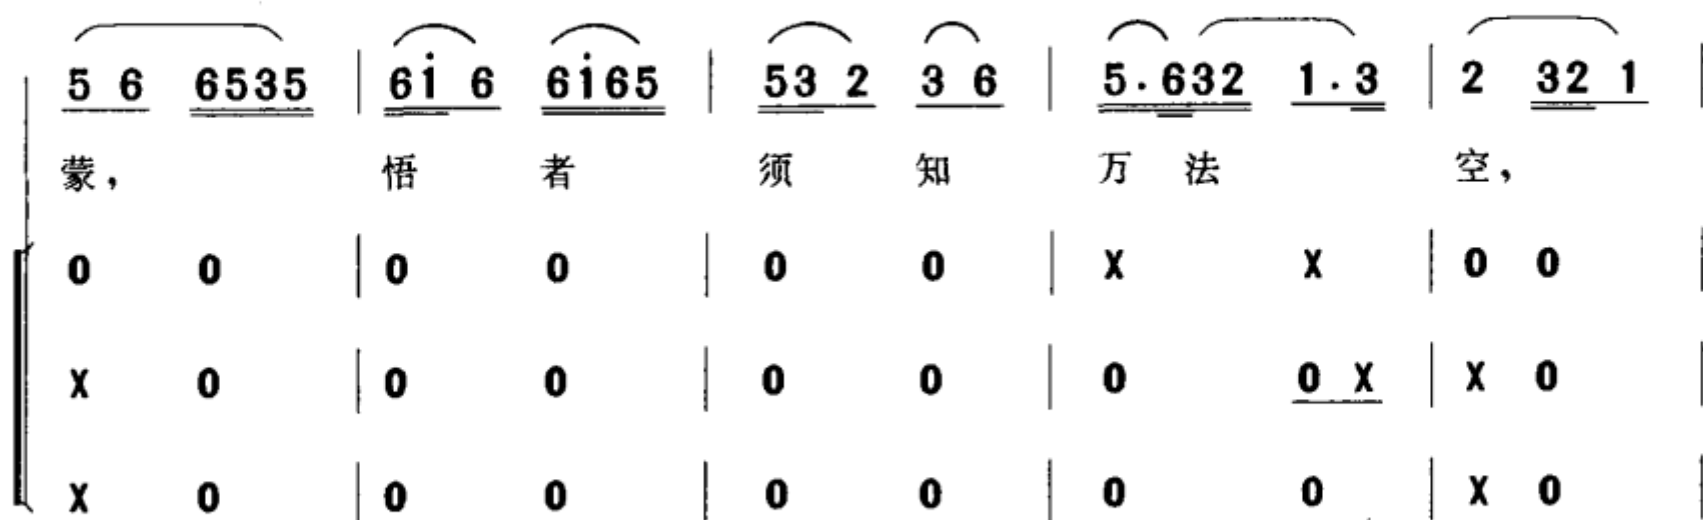 5 6 6535 | 6i 6 6i65 | 53 2 3 6 | 5.632 1.3 | 2 32 1 |
蒙， 悟 者 须 知 万 法 空，
0 0 | 0 0 | 0 0 | X X | 0 0 |
X 0 | 0 0 | 0 0 | 0 0 X | X 0 |
X 0 | 0 0 | 0 0 | 0 0 | X 0 |